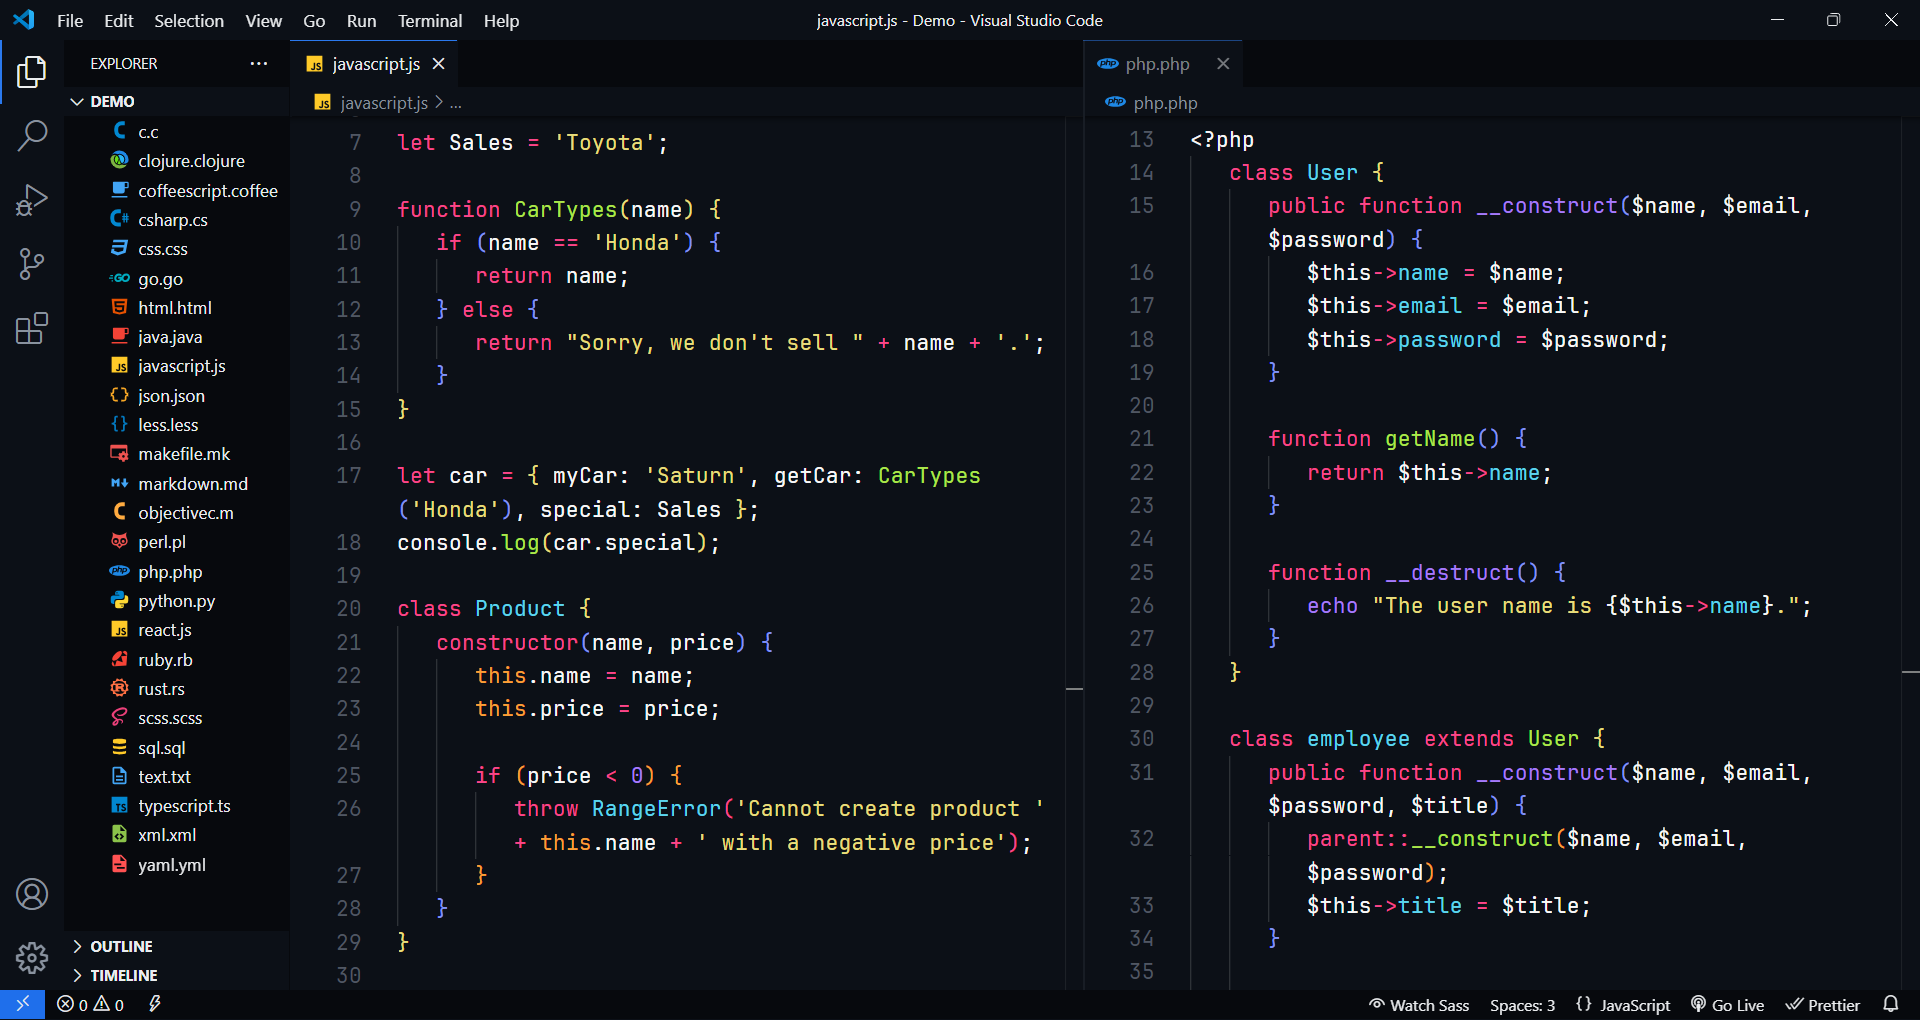 File Edit Selection View Go Run Terminal Help
javascript.js - Demo - Visual Studio Code
EXPLORER ...
DEMO
c.c
clojure.clojure
coffeescript.coffee
csharp.cs
css.css
go.go
html.html
java.java
javascript.js
json.json
less.less
makefile.mk
markdown.md
objectivec.m
perl.pl
php.php
python.py
react.js
ruby.rb
rust.rs
scss.scss
sql.sql
text.txt
typescript.ts
xml.xml
yaml.yml
OUTLINE
TIMELINE
JS javascript.js
JS javascript.js > ...
7 let Sales = 'Toyota';
8
9 function CarTypes(name) {
10 if (name == 'Honda') {
11 return name;
12 } else {
13 return "Sorry, we don't sell " + name + '.';
14 }
15 }
16
17 let car = { myCar: 'Saturn', getCar: CarTypes
('Honda'), special: Sales };
18 console.log(car.special);
19
20 class Product {
21 constructor(name, price) {
22 this.name = name;
23 this.price = price;
24
25 if (price < 0) {
26 throw RangeError('Cannot create product '
+ this.name + ' with a negative price');
27 }
28 }
29 }
30
php php.php
php php.php
13 <?php
14 class User {
15 public function __construct($name, $email,
$password) {
16 $this->name = $name;
17 $this->email = $email;
18 $this->password = $password;
19 }
20
21 function getName() {
22 return $this->name;
23 }
24
25 function __destruct() {
26 echo "The user name is {$this->name}.";
27 }
28 }
29
30 class employee extends User {
31 public function __construct($name, $email,
$password, $title) {
32 parent::__construct($name, $email,
$password);
33 $this->title = $title;
34 }
35
0 0
Watch Sass Spaces: 3 {} JavaScript Go Live Prettier